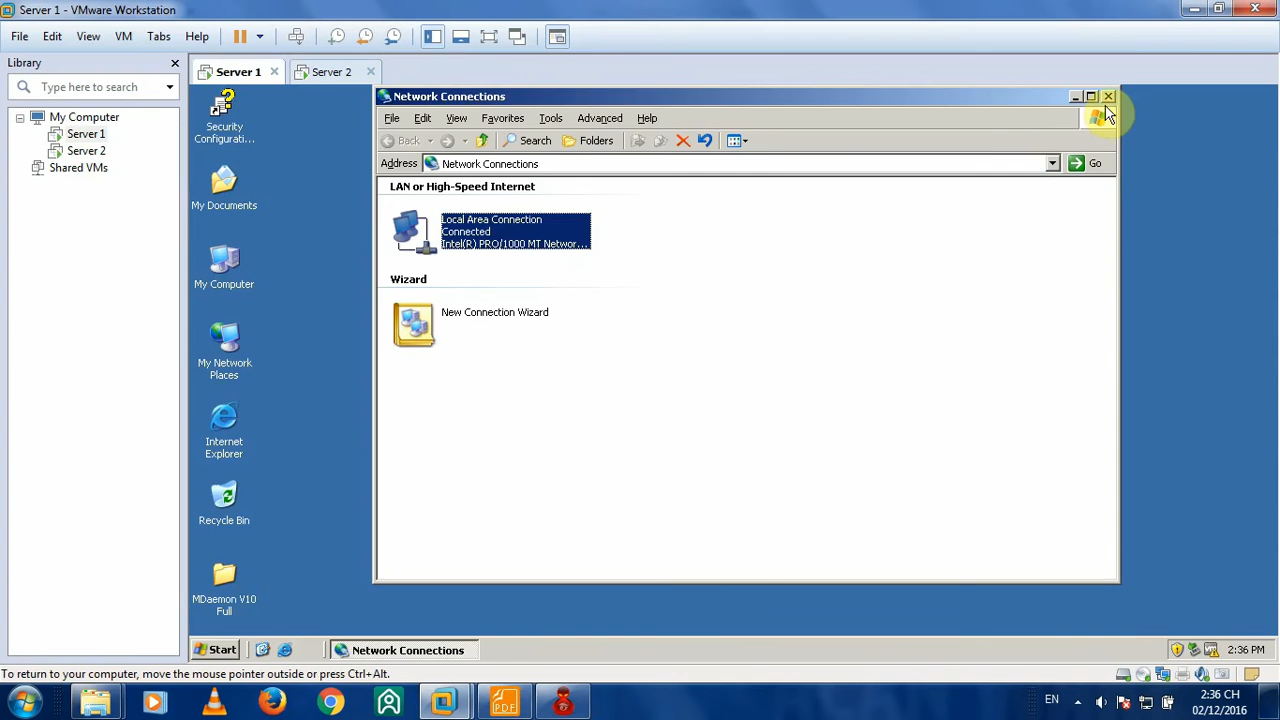 Server 1 - VMware Workstation
File Edit View VM Tabs Help
Library
Type here to search
My Computer
Server 1
Server 2
Shared VMs
Server 1
Server 2
Security
Configurati...
My Documents
My Computer
My Network
Places
Internet
Explorer
Recycle Bin
MDaemon V10
Full
Network Connections
File Edit View Favorites Tools Advanced Help
Back Search Folders
Address Network Connections Go
LAN or High-Speed Internet
Local Area Connection
Connected
Intel(R) PRO/1000 MT Networ...
Wizard
New Connection Wizard
Start Network Connections 2:36 PM
To return to your computer, move the mouse pointer outside or press Ctrl+Alt.
PDF
EN 2:36 CH
02/12/2016